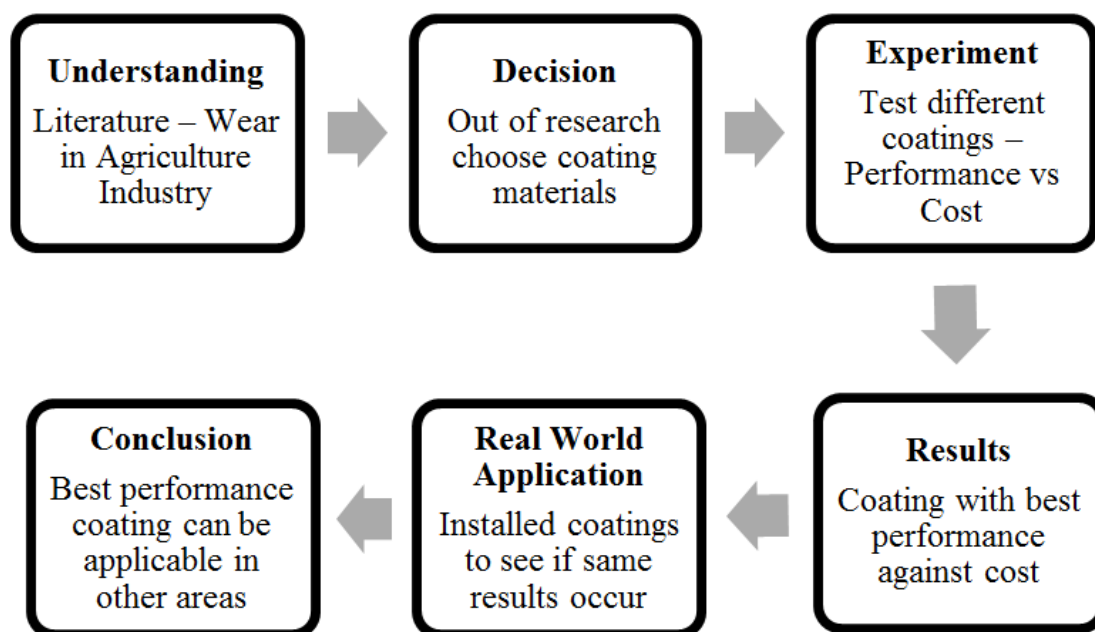 Understanding
Literature – Wear
in Agriculture
Industry
Decision
Out of research
choose coating
materials
Experiment
Test different
coatings –
Performance vs
Cost
Results
Coating with best
performance
against cost
Real World
Application
Installed coatings
to see if same
results occur
Conclusion
Best performance
coating can be
applicable in
other areas